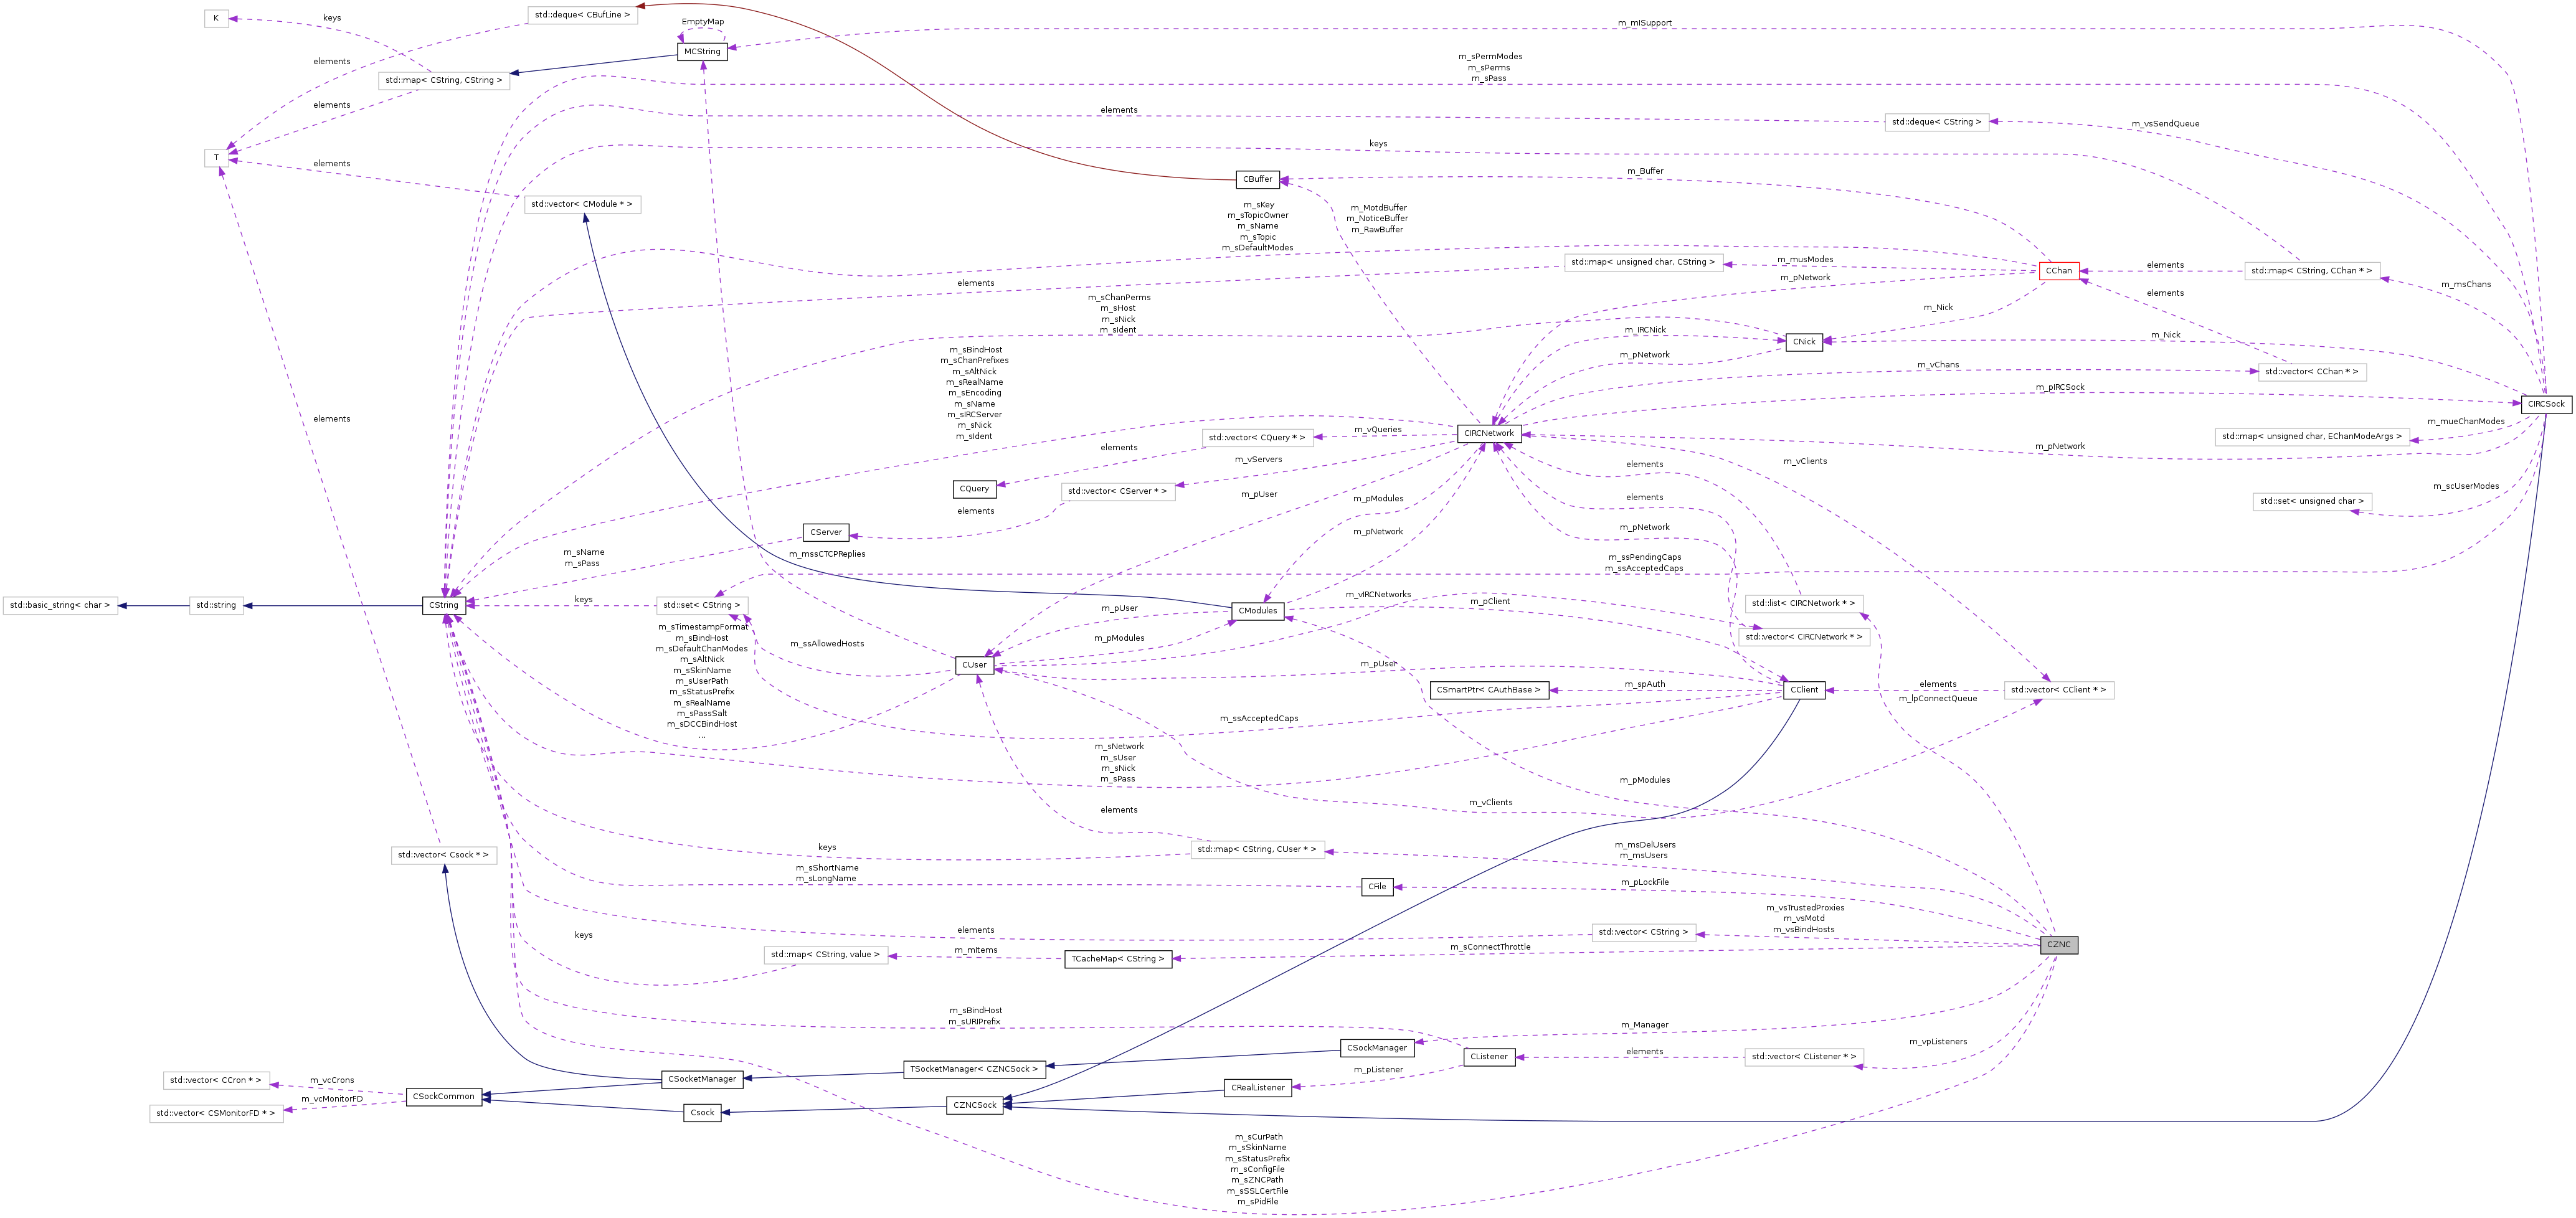 K
keys
std::deque< CBufLine >
EmptyMap
m_mISupport
MCString
elements
std::map< CString, CString >
m_sPermModes
m_sPerms
m_sPass
elements
elements
std::deque< CString >
m_vsSendQueue
T
elements
keys
m_Buffer
CBuffer
std::vector< CModule * >
m_sKey
m_sTopicOwner
m_sName
m_sTopic
m_sDefaultModes
m_MotdBuffer
m_NoticeBuffer
m_RawBuffer
std::map< unsigned char, CString >
m_musModes
m_pNetwork
CChan
elements
std::map< CString, CChan * >
m_msChans
elements
elements
m_sChanPerms
m_sHost
m_sNick
m_sIdent
m_Nick
m_IRCNick
CNick
m_Nick
m_pNetwork
m_vChans
std::vector< CChan * >
m_sBindHost
m_sChanPrefixes
m_sAltNick
m_sRealName
m_sEncoding
m_sName
m_sIRCServer
m_sNick
m_sIdent
m_pIRCSock
CIRCSock
elements
m_mueChanModes
CIRCNetwork
m_vQueries
std::vector< CQuery * >
elements
std::map< unsigned char, EChanModeArgs >
m_pNetwork
m_vServers
m_vClients
elements
CQuery
std::vector< CServer * >
m_pUser
m_pModules
elements
m_scUserModes
std::set< unsigned char >
elements
CServer
m_pNetwork
m_pNetwork
m_sName
m_sPass
m_mssCTCPReplies
m_ssPendingCaps
m_ssAcceptedCaps
std::basic_string< char >
std::string
CString
keys
std::set< CString >
m_pUser
CModules
m_vIRCNetworks
m_pClient
std::list< CIRCNetwork * >
m_sTimestampFormat
m_sBindHost
m_sDefaultChanModes
m_sAltNick
m_sSkinName
m_sUserPath
m_sStatusPrefix
m_sRealName
m_sPassSalt
m_sDCCBindHost
...
m_ssAllowedHosts
m_pModules
std::vector< CIRCNetwork * >
CUser
m_pUser
CSmartPtr< CAuthBase >
m_spAuth
CClient
elements
std::vector< CClient * >
m_lpConnectQueue
m_ssAcceptedCaps
m_sNetwork
m_sUser
m_sNick
m_sPass
m_pModules
m_vClients
elements
std::vector< Csock * >
keys
std::map< CString, CUser * >
m_msDelUsers
m_msUsers
m_sShortName
m_sLongName
CFile
m_pLockFile
m_vsTrustedProxies
m_vsMotd
m_vsBindHosts
elements
std::vector< CString >
keys
CZNC
std::map< CString, value >
m_mItems
TCacheMap< CString >
m_sConnectThrottle
m_sBindHost
m_sURIPrefix
m_Manager
CSockManager
CListener
elements
std::vector< CListener * >
m_vpListeners
TSocketManager< CZNCSock >
m_pListener
std::vector< CCron * >
m_vcCrons
CSocketManager
CRealListener
CSockCommon
m_vcMonitorFD
std::vector< CSMonitorFD * >
Csock
CZNCSock
m_sCurPath
m_sSkinName
m_sStatusPrefix
m_sConfigFile
m_sZNCPath
m_sSSLCertFile
m_sPidFile